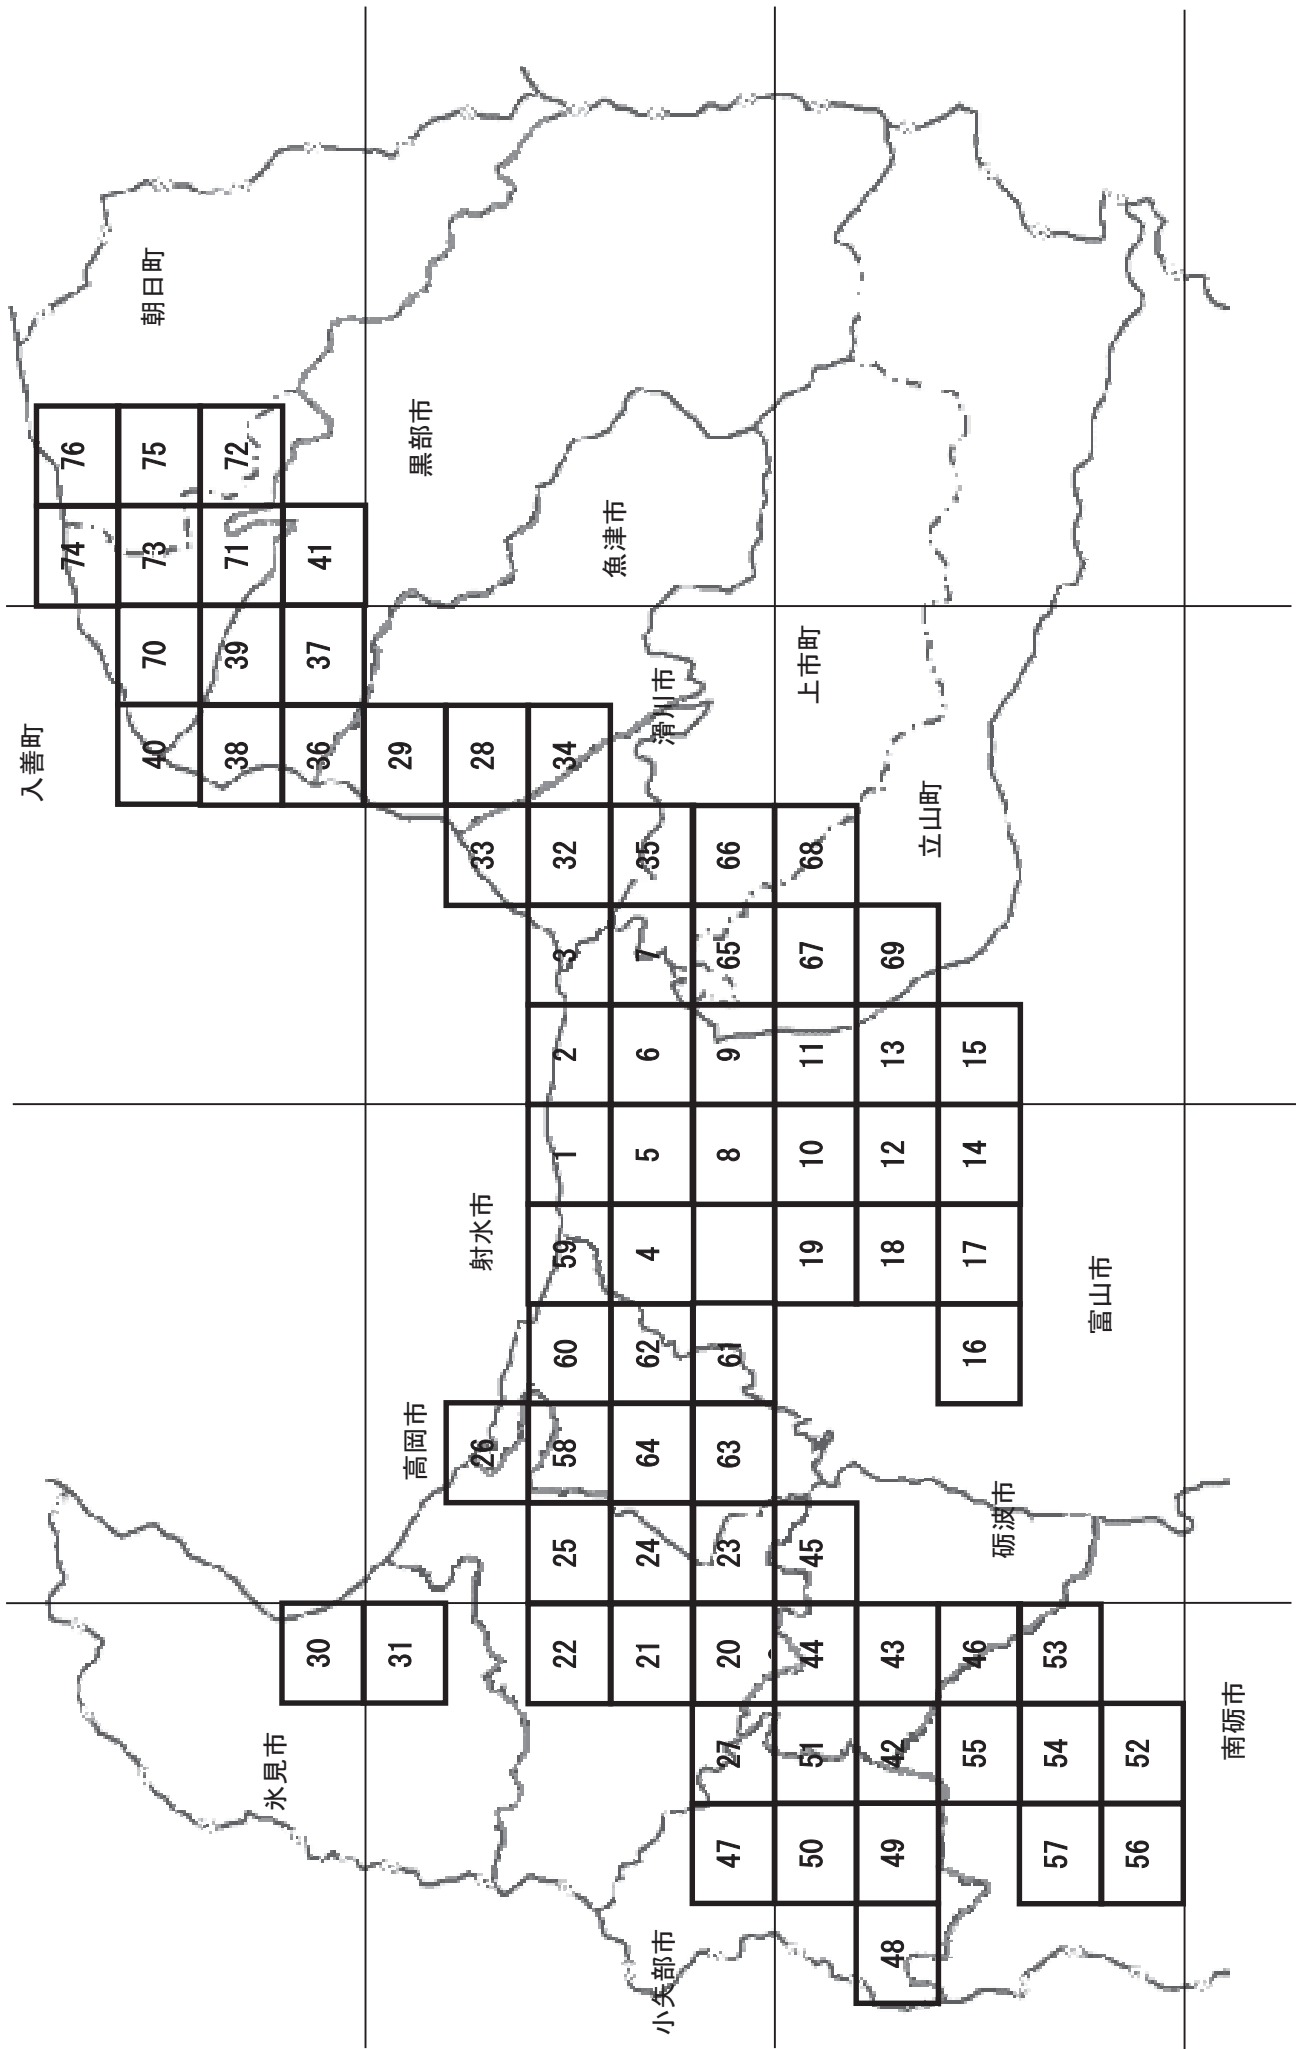 入善町
74 76
40 70 73 75 朝日町
38 39 71 72
氷見市
30 36 37 41
31 29
高岡市 黒部市
26 射水市 33 28
22 25 58 60 59 1 2 3 32 34
魚津市
21 24 64 62 4 5 6 7 35
小矢部市 滑川市
47 27 20 23 63 61 8 9 65 66
50 51 44 45 19 10 11 67 68 上市町
48 49 42 43 18 12 13 69
立山町
55 46 16 17 14 15
砺波市
57 54 53
富山市
56 52
南砺市